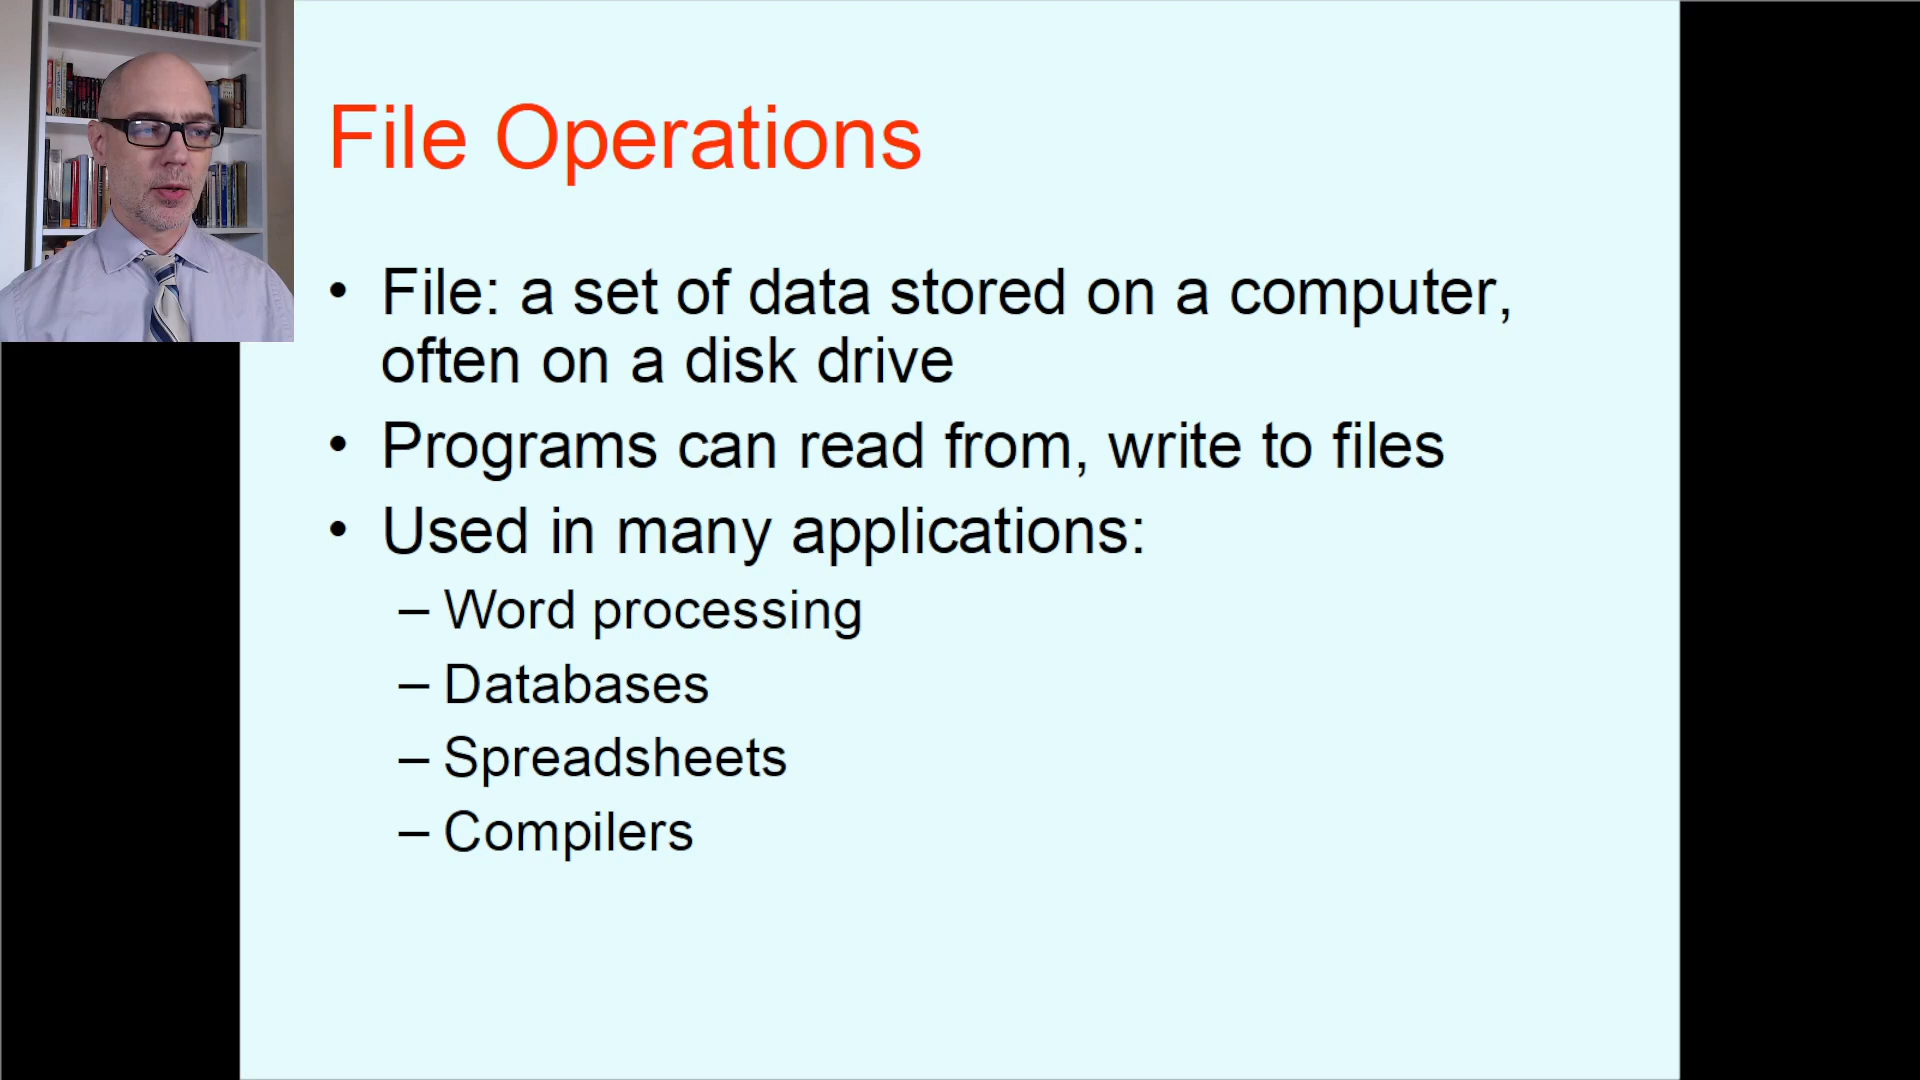 File Operations
• File: a set of data stored on a computer,
often on a disk drive
• Programs can read from, write to files
• Used in many applications:
– Word processing
– Databases
– Spreadsheets
– Compilers